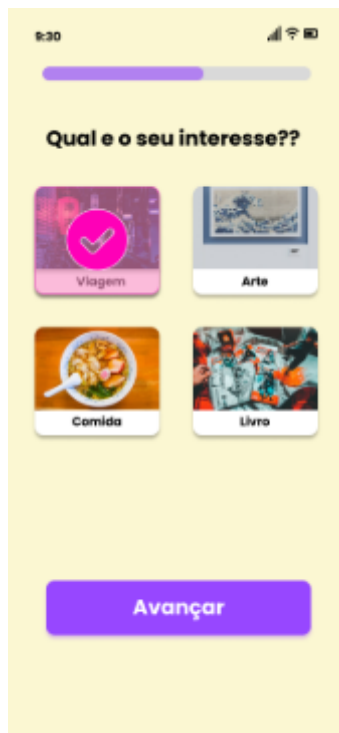 9:30
Qual e o seu interesse??
Viagem
Arte
Comida
Livro
Avançar